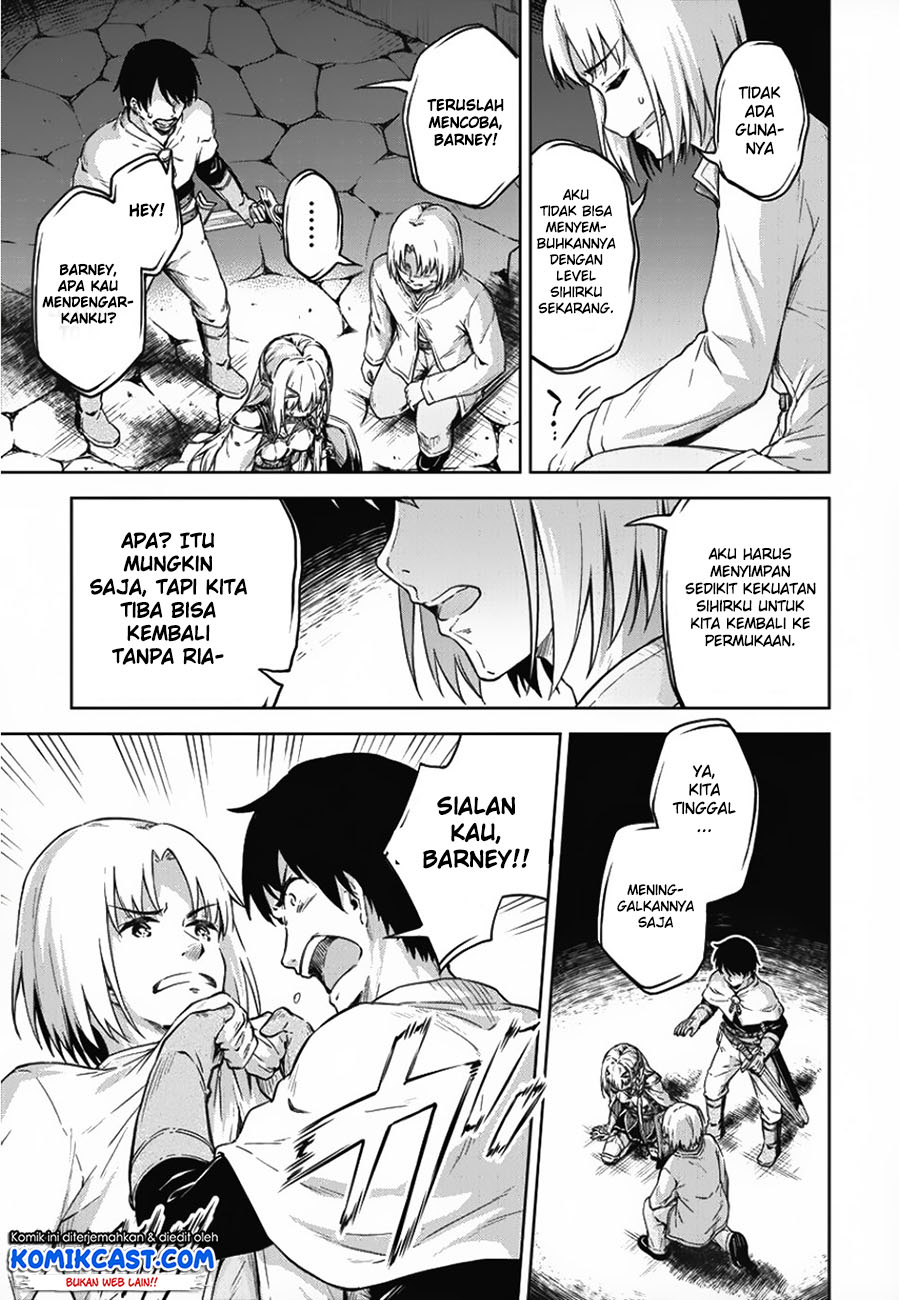 TIDAK
ADA
GUNA-
NYA
AKU
TIDAK BISA
MENYEM-
BUHKANNYA
DENGAN
LEVEL
SIHIRKU
SEKARANG.
TERUSLAH
MENCOBA,
BARNEY!
HEY!
BARNEY,
APA KAU
MENDENGAR-
KANKU?
AKU HARUS
MENYIMPAN
SEDIKIT KEKUATAN
SIHIRKU UNTUK
KITA KEMBALI KE
PERMUKAAN.
APA? ITU
MUNGKIN
SAJA, TAPI KITA
TIBA BISA
KEMBALI
TANPA RIA-
YA,
KITA
TINGGAL
...
MENING-
GALKANNYA
SAJA
SIALAN
KAU,
BARNEY!!
ガッ
Komik ini diterjemahkan & diedit oleh
KOMIKCAST.COM
BUKAN WEB LAIN!!